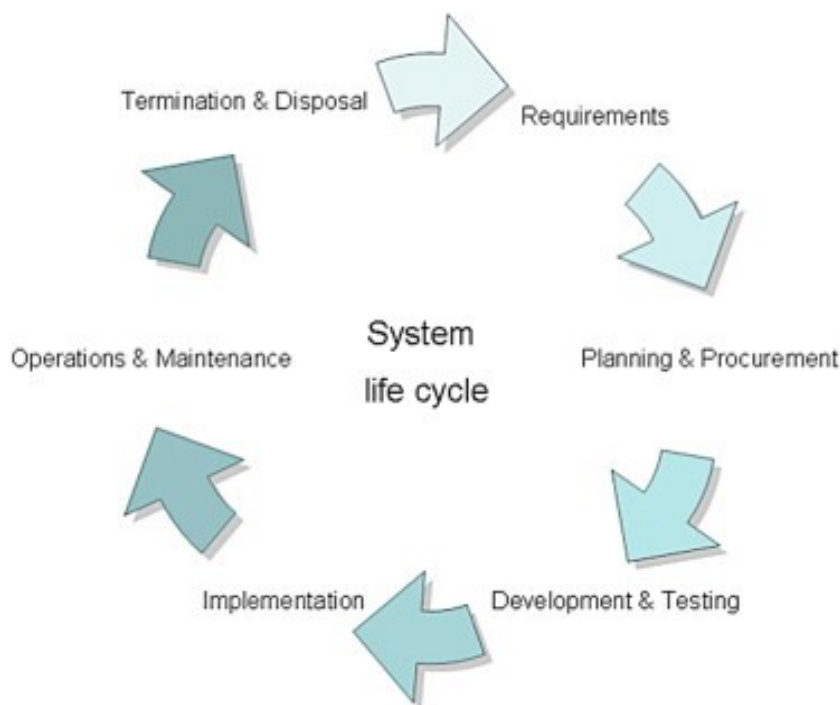 Termination & Disposal
Requirements
System
life cycle
Operations & Maintenance
Planning & Procurement
Implementation
Development & Testing